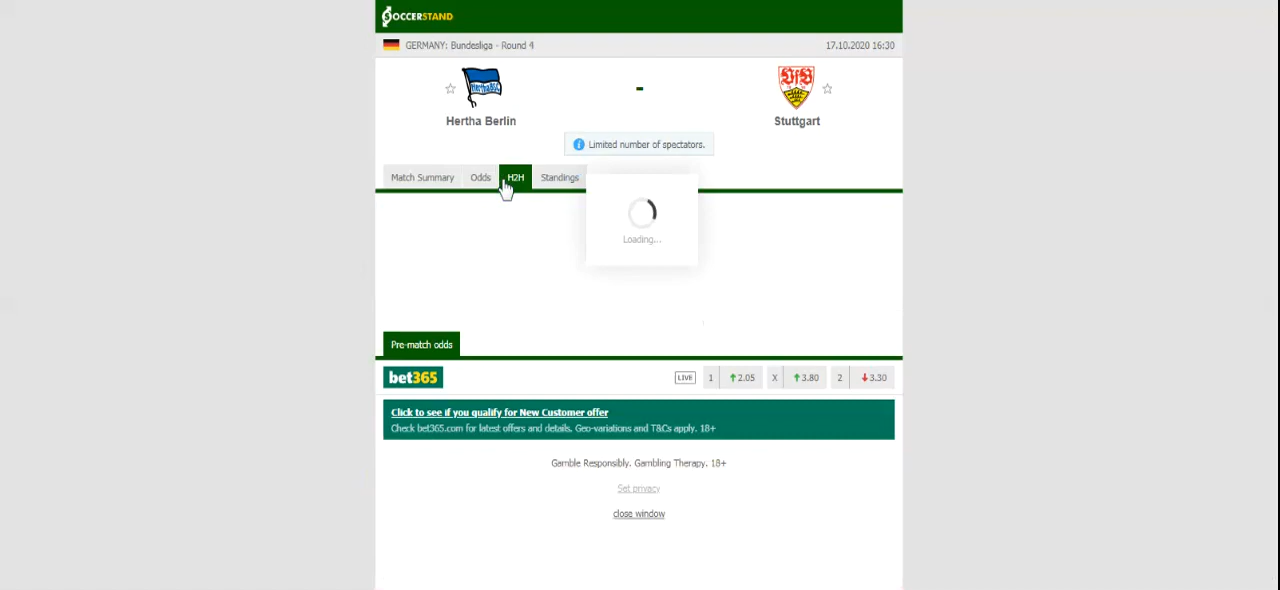 SOCCERSTAND
GERMANY: Bundesliga - Round 4 17.10.2020 16:30
-
Hertha Berlin Stuttgart
Limited number of spectators.
Match Summary Odds H2H Standings
Loading...
Pre-match odds
bet365 LIVE 1 2.05 X 3.80 2 3.30
Click to see if you qualify for New Customer offer
Check bet365.com for latest offers and details. Geo-variations and T&Cs apply. 18+
Gamble Responsibly. Gambling Therapy. 18+
Set privacy
close window